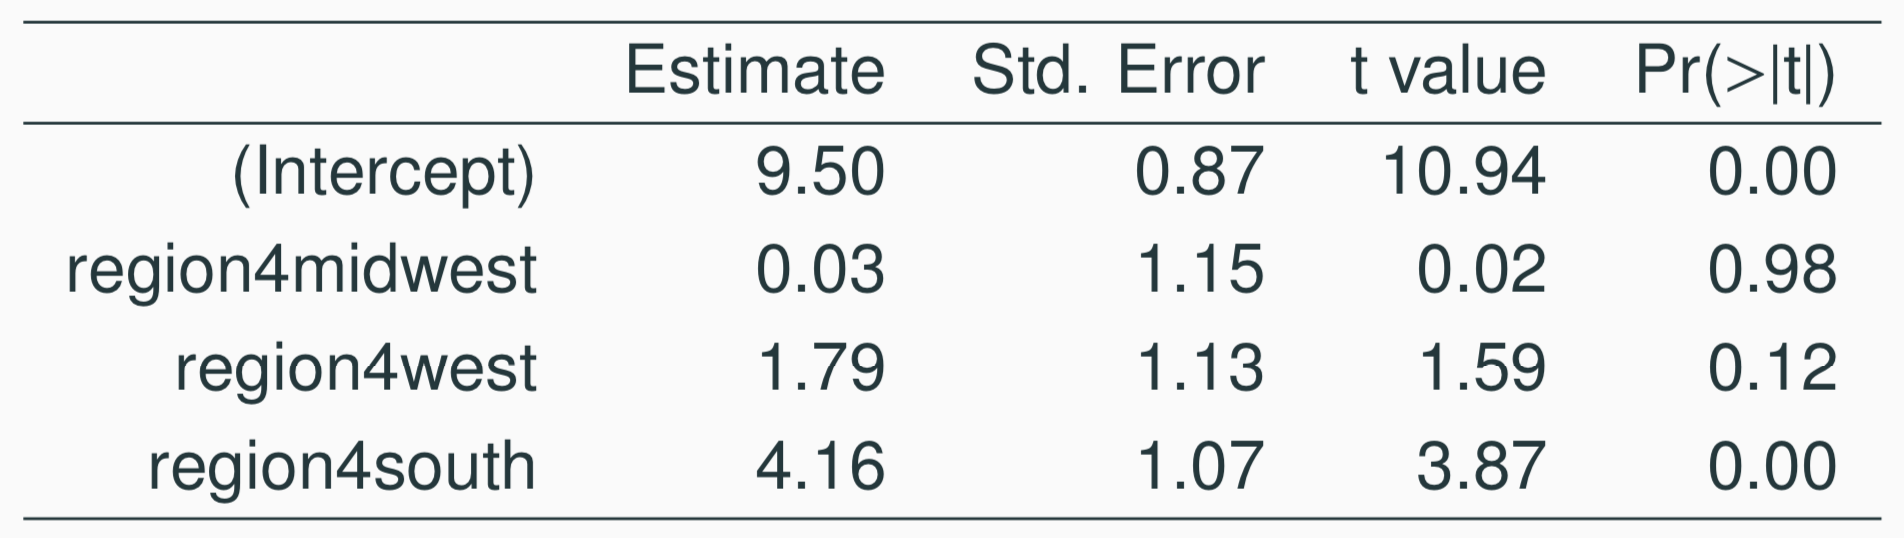 Estimate Std. Error t value Pr(>|t|)
(Intercept) 9.50 0.87 10.94 0.00
region4midwest 0.03 1.15 0.02 0.98
region4west 1.79 1.13 1.59 0.12
region4south 4.16 1.07 3.87 0.00